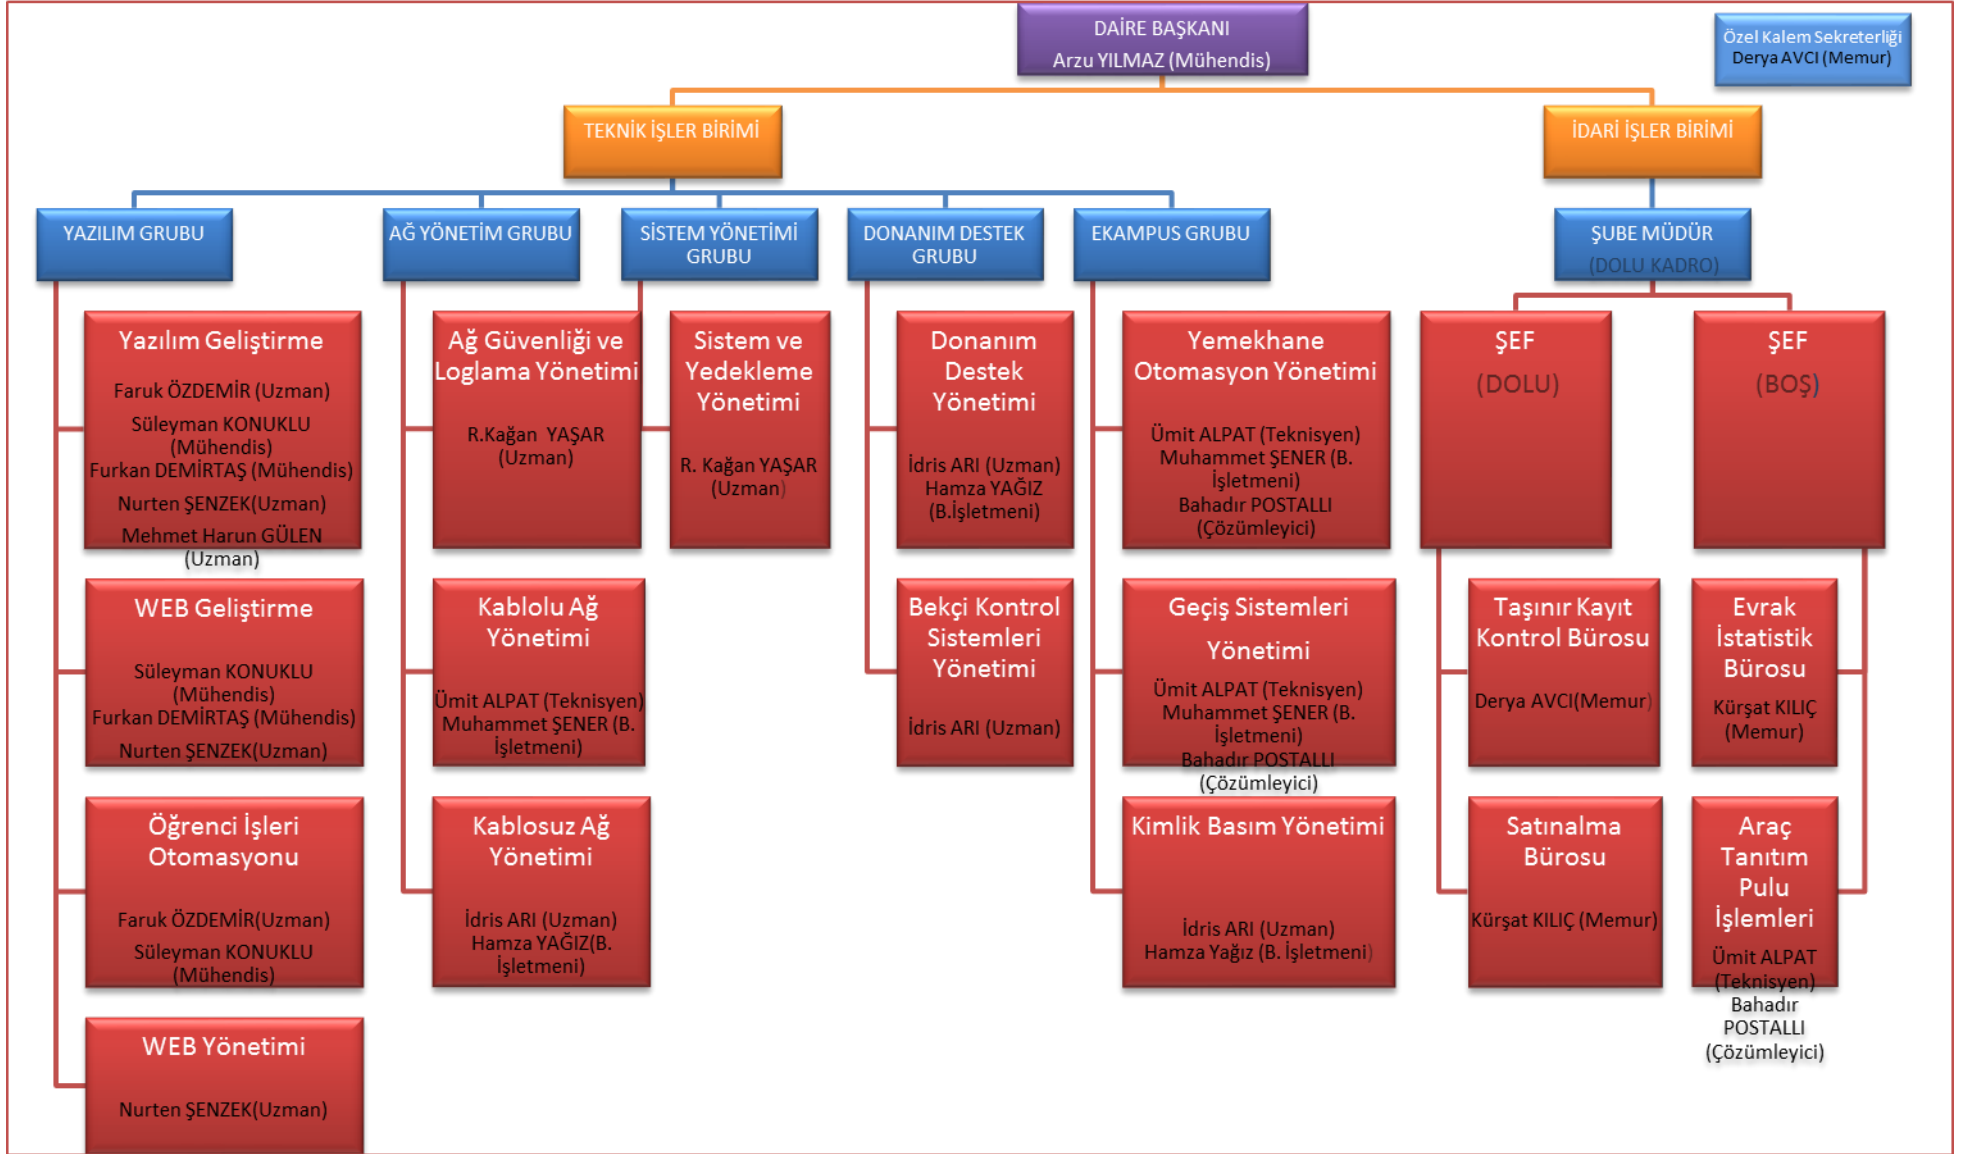 DAİRE BAŞKANI
Arzu YILMAZ (Mühendis)
Özel Kalem Sekreterliği
Derya AVCI (Memur)
TEKNİK İŞLER BİRİMİ
İDARİ İŞLER BİRİMİ
YAZILIM GRUBU
AĞ YÖNETİM GRUBU
SİSTEM YÖNETİMİ
GRUBU
DONANIM DESTEK
GRUBU
EKAMPUS GRUBU
ŞUBE MÜDÜR
(DOLU KADRO)
Yazılım Geliştirme
Faruk ÖZDEMİR (Uzman)
Süleyman KONUKLU
(Mühendis)
Furkan DEMİRTAŞ (Mühendis)
Nurten ŞENZEK(Uzman)
Mehmet Harun GÜLEN
(Uzman)
Ağ Güvenliği ve
Loglama Yönetimi
R.Kağan  YAŞAR
(Uzman)
Sistem ve
Yedekleme
Yönetimi
R. Kağan YAŞAR
(Uzman)
Donanım
Destek
Yönetimi
İdris ARI (Uzman)
Hamza YAĞIZ
(B.İşletmeni)
Yemekhane
Otomasyon Yönetimi
Ümit ALPAT (Teknisyen)
Muhammet ŞENER (B.
İşletmeni)
Bahadır POSTALLI
(Çözümleyici)
ŞEF
(DOLU)
ŞEF
(BOŞ)
WEB Geliştirme
Süleyman KONUKLU
(Mühendis)
Furkan DEMİRTAŞ (Mühendis)
Nurten ŞENZEK(Uzman)
Kablolu Ağ
Yönetimi
Ümit ALPAT (Teknisyen)
Muhammet ŞENER (B.
İşletmeni)
Bekçi Kontrol
Sistemleri
Yönetimi
İdris ARI (Uzman)
Geçiş Sistemleri
Yönetimi
Ümit ALPAT (Teknisyen)
Muhammet ŞENER (B.
İşletmeni)
Bahadır POSTALLI
(Çözümleyici)
Taşınır Kayıt
Kontrol Bürosu
Derya AVCI(Memur)
Evrak
İstatistik
Bürosu
Kürşat KILIÇ
(Memur)
Öğrenci İşleri
Otomasyonu
Faruk ÖZDEMİR(Uzman)
Süleyman KONUKLU
(Mühendis)
Kablosuz Ağ
Yönetimi
İdris ARI (Uzman)
Hamza YAĞIZ(B.
İşletmeni)
Kimlik Basım Yönetimi
İdris ARI (Uzman)
Hamza Yağız (B. İşletmeni)
Satınalma
Bürosu
Kürşat KILIÇ (Memur)
Araç
Tanıtım
Pulu
İşlemleri
Ümit ALPAT
(Teknisyen)
Bahadır
POSTALLI
(Çözümleyici)
WEB Yönetimi
Nurten ŞENZEK(Uzman)